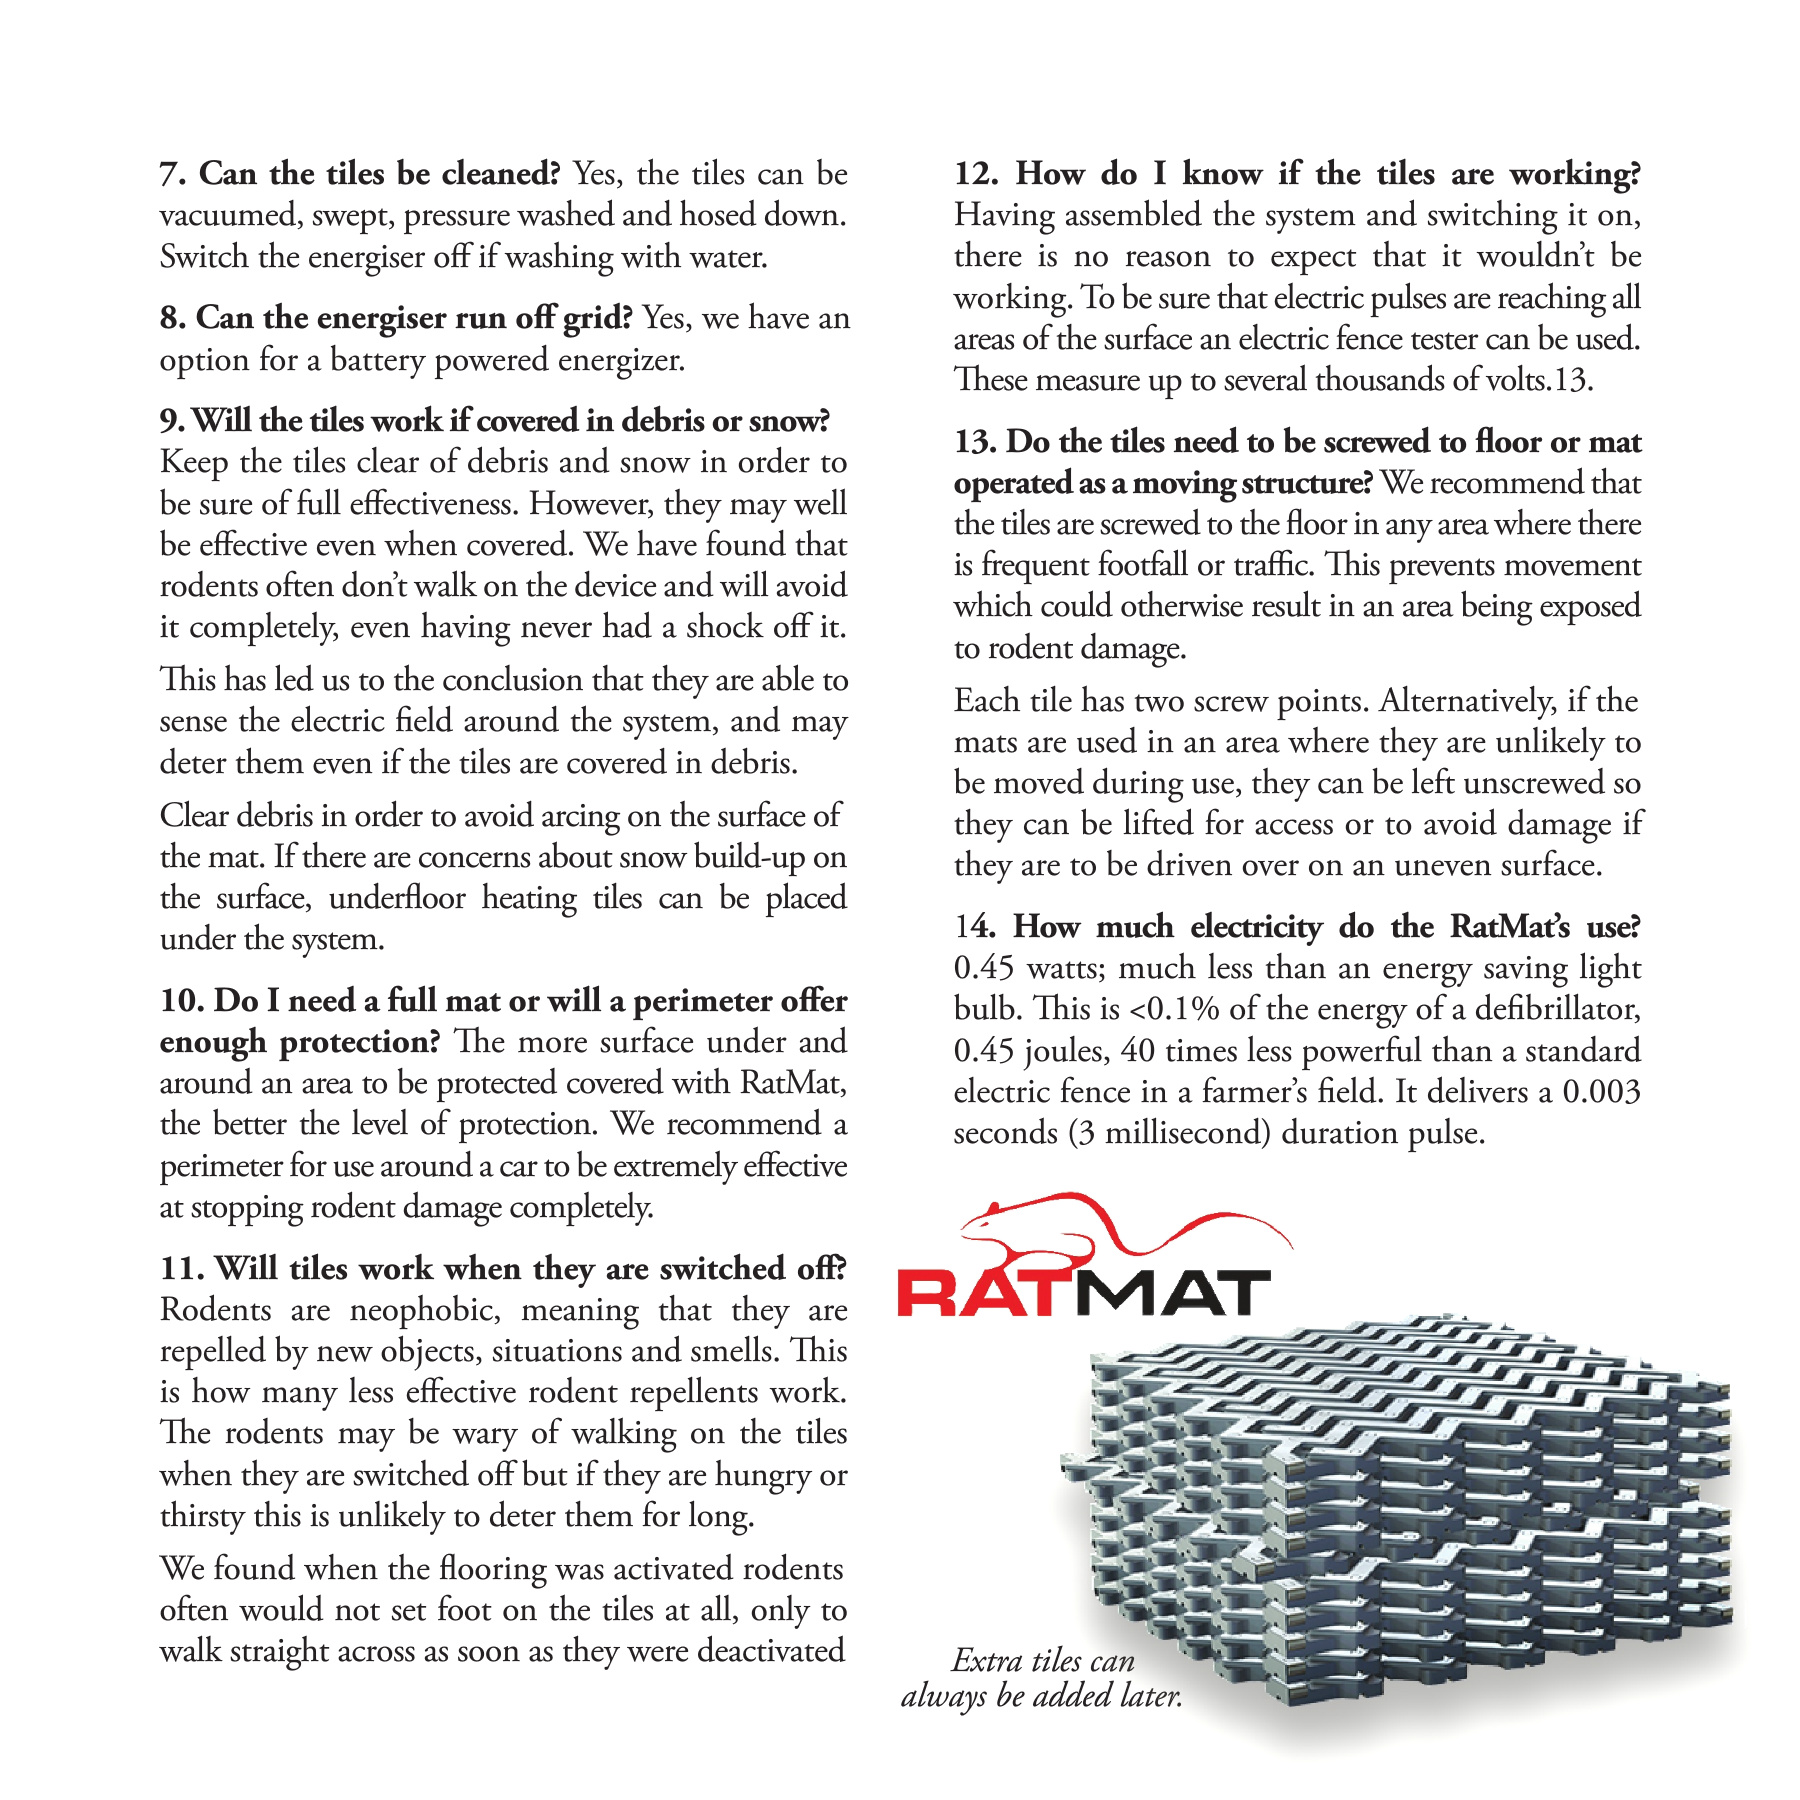 7. Can the tiles be cleaned? Yes, the tiles can be
vacuumed, swept, pressure washed and hosed down.
Switch the energiser off if washing with water.
8. Can the energiser run off grid? Yes, we have an
option for a battery powered energizer.
9. Will the tiles work if covered in debris or snow?
Keep the tiles clear of debris and snow in order to
be sure of full effectiveness. However, they may well
be effective even when covered. We have found that
rodents often don’t walk on the device and will avoid
it completely, even having never had a shock off it.
This has led us to the conclusion that they are able to
sense the electric field around the system, and may
deter them even if the tiles are covered in debris.
Clear debris in order to avoid arcing on the surface of
the mat. If there are concerns about snow build-up on
the surface, underfloor heating tiles can be placed
under the system.
10. Do I need a full mat or will a perimeter offer
enough protection? The more surface under and
around an area to be protected covered with RatMat,
the better the level of protection. We recommend a
perimeter for use around a car to be extremely effective
at stopping rodent damage completely.
11. Will tiles work when they are switched off?
Rodents are neophobic, meaning that they are
repelled by new objects, situations and smells. This
is how many less effective rodent repellents work.
The rodents may be wary of walking on the tiles
when they are switched off but if they are hungry or
thirsty this is unlikely to deter them for long.
We found when the flooring was activated rodents
often would not set foot on the tiles at all, only to
walk straight across as soon as they were deactivated
12. How do I know if the tiles are working?
Having assembled the system and switching it on,
there is no reason to expect that it wouldn’t be
working. To be sure that electric pulses are reaching all
areas of the surface an electric fence tester can be used.
These measure up to several thousands of volts.13.
13. Do the tiles need to be screwed to floor or mat
operated as a moving structure? We recommend that
the tiles are screwed to the floor in any area where there
is frequent footfall or traffic. This prevents movement
which could otherwise result in an area being exposed
to rodent damage.
Each tile has two screw points. Alternatively, if the
mats are used in an area where they are unlikely to
be moved during use, they can be left unscrewed so
they can be lifted for access or to avoid damage if
they are to be driven over on an uneven surface.
14. How much electricity do the RatMat’s use?
0.45 watts; much less than an energy saving light
bulb. This is <0.1% of the energy of a defibrillator,
0.45 joules, 40 times less powerful than a standard
electric fence in a farmer’s field. It delivers a 0.003
seconds (3 millisecond) duration pulse.
RATMAT
Extra tiles can
always be added later.